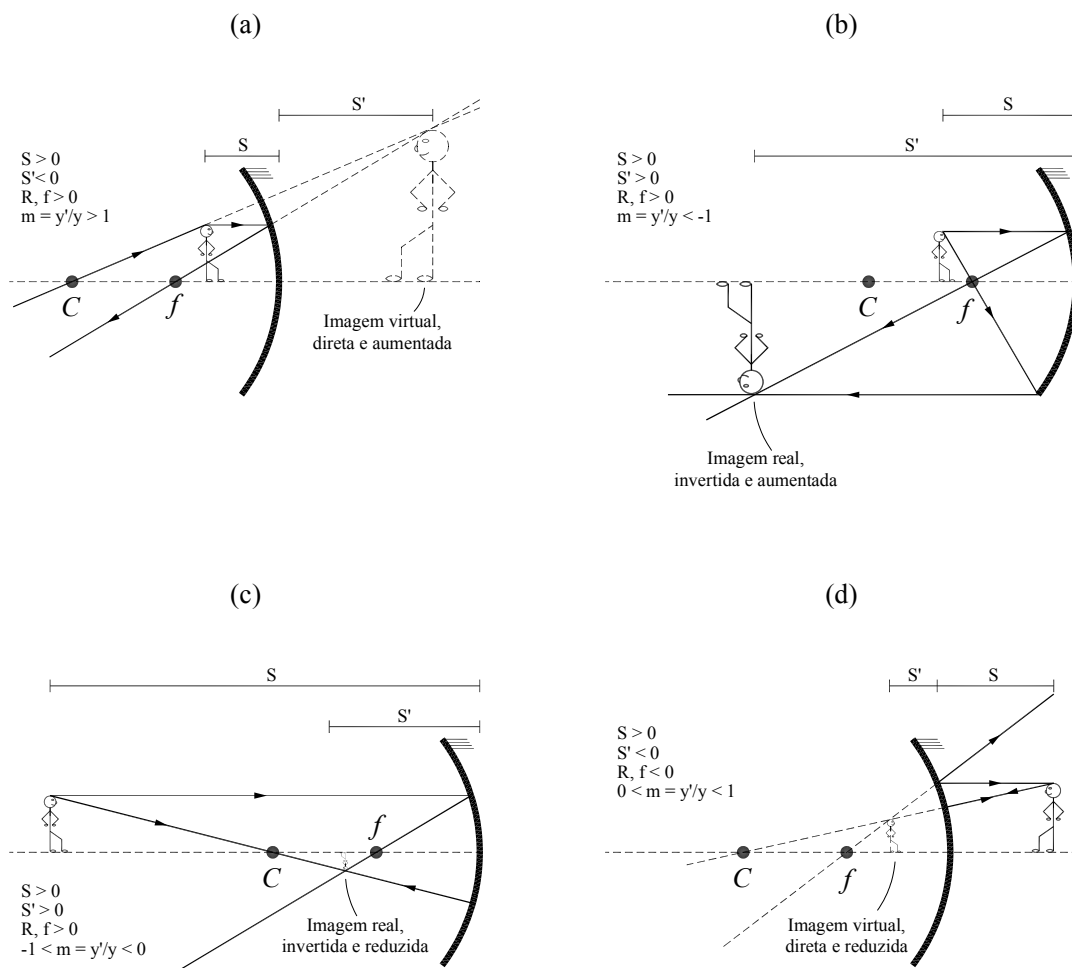 (a)
S'
S
S > 0
S'< 0
R, f > 0
m = y'/y > 1
C
f
Imagem virtual,
direta e aumentada
(b)
S
S'
S > 0
S' > 0
R, f > 0
m = y'/y < -1
C
f
Imagem real,
invertida e aumentada
(c)
S
S'
f
C
S > 0
S' > 0
R, f > 0
-1 < m = y'/y < 0
Imagem real,
invertida e reduzida
(d)
S'
S
S > 0
S' < 0
R, f < 0
0 < m = y'/y < 1
C
f
Imagem virtual,
direta e reduzida